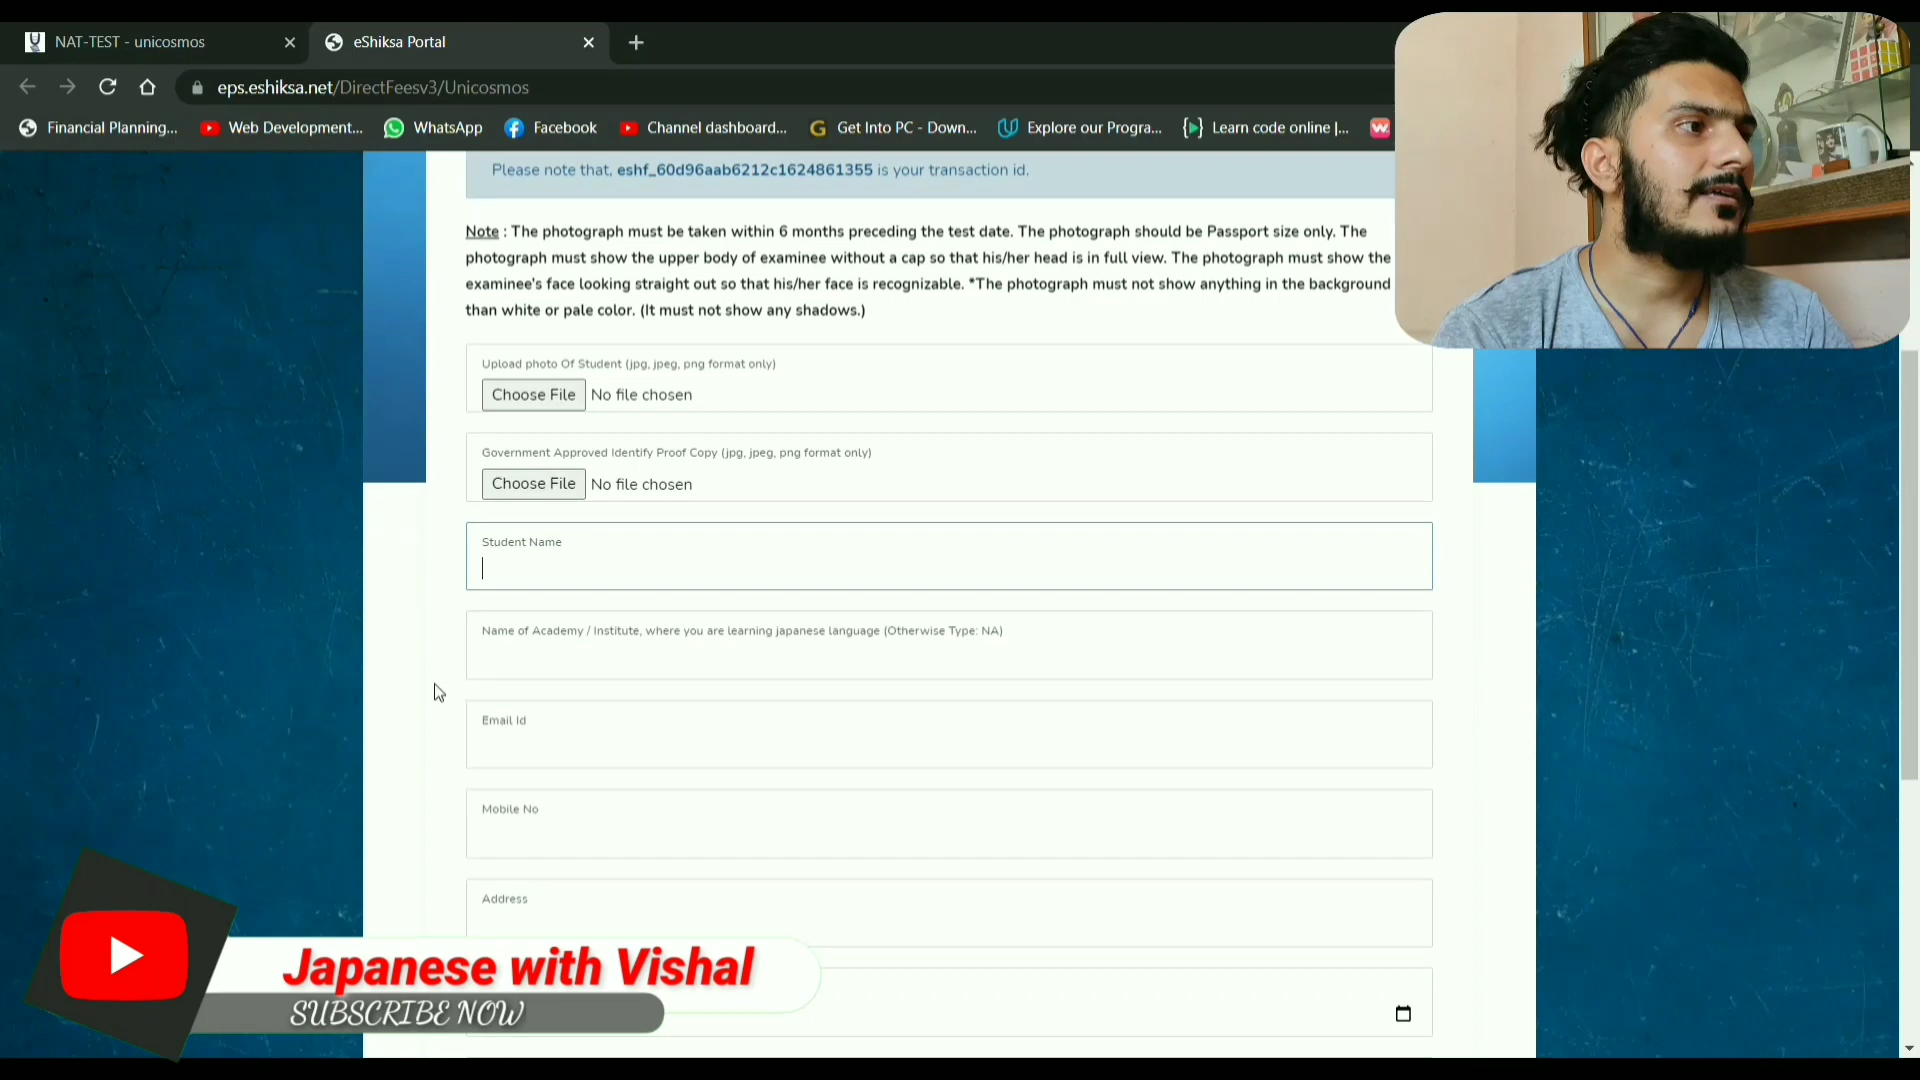 NAT-TEST - unicosmos
eShiksa Portal
eps.eshiksa.net/DirectFeesv3/Unicosmos
Financial Planning...
Web Development...
WhatsApp
Facebook
Channel dashboard...
Get Into PC - Down...
Explore our Progra...
Learn code online |...
Please note that, eshf_60d96aab6212c1624861355 is your transaction id.
Note : The photograph must be taken within 6 months preceding the test date. The photograph should be Passport size only. The
photograph must show the upper body of examinee without a cap so that his/her head is in full view. The photograph must show the
examinee's face looking straight out so that his/her face is recognizable. *The photograph must not show anything in the background
than white or pale color. (It must not show any shadows.)
Upload photo Of Student (jpg, jpeg, png format only)
Choose File No file chosen
Government Approved Identify Proof Copy (jpg, jpeg, png format only)
Choose File No file chosen
Student Name
Name of Academy / Institute, where you are learning japanese language (Otherwise Type: NA)
Email Id
Mobile No
Address
Japanese with Vishal
SUBSCRIBE NOW